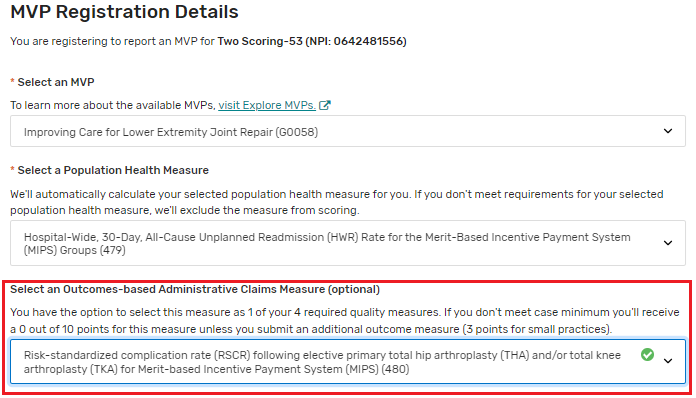 MVP Registration Details
You are registering to report an MVP for Two Scoring-53 (NPI: 0642481556)
* Select an MVP
To learn more about the available MVPs, visit Explore MVPs.
Improving Care for Lower Extremity Joint Repair (G0058)
* Select a Population Health Measure
We'll automatically calculate your selected population health measure for you. If you don't meet requirements for your selected
population health measure, we'll exclude the measure from scoring.
Hospital-Wide, 30-Day, All-Cause Unplanned Readmission (HWR) Rate for the Merit-Based Incentive Payment System
(MIPS) Groups (479)
Select an Outcomes-based Administrative Claims Measure (optional)
You have the option to select this measure as 1 of your 4 required quality measures. If you don't meet case minimum you'll receive
a 0 out of 10 points for this measure unless you submit an additional outcome measure (3 points for small practices).
Risk-standardized complication rate (RSCR) following elective primary total hip arthroplasty (THA) and/or total knee
arthroplasty (TKA) for Merit-based Incentive Payment System (MIPS) (480)